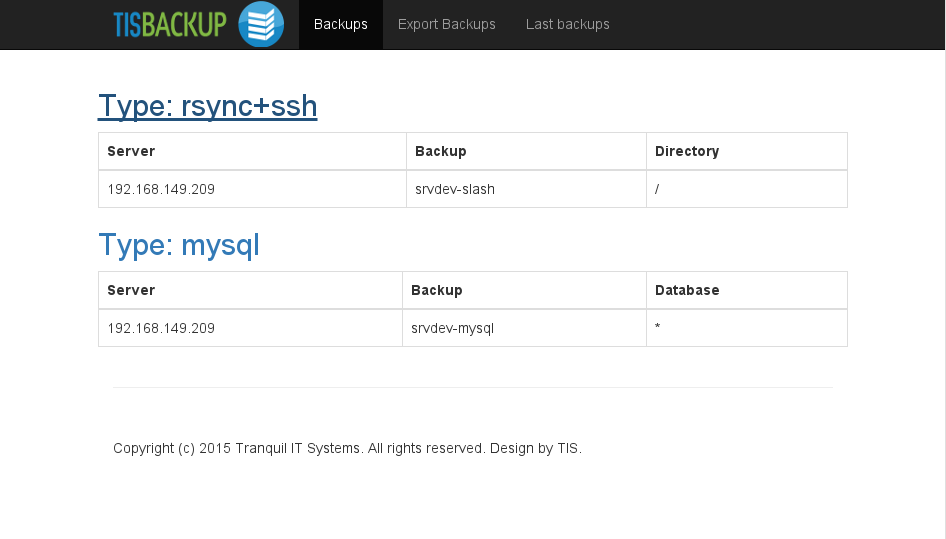 TISBACKUP Backups Export Backups Last backups
Type: rsync+ssh
Server Backup Directory
192.168.149.209 srvdev-slash /
Type: mysql
Server Backup Database
192.168.149.209 srvdev-mysql *
Copyright (c) 2015 Tranquil IT Systems. All rights reserved. Design by TIS.